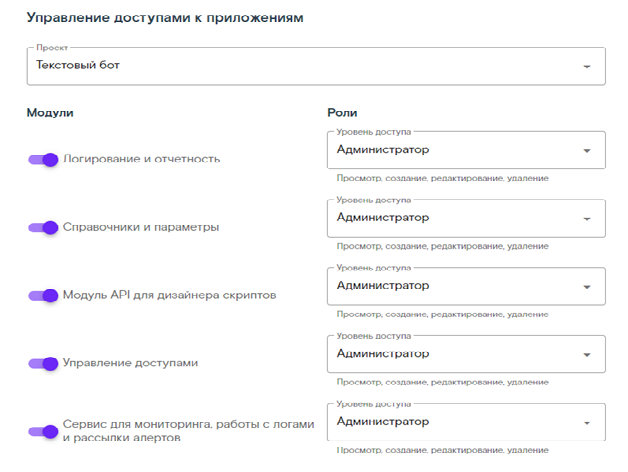 Управление доступами к приложениям
Проект
Текстовый бот
Модули
Роли
Логирование и отчетность
Уровень доступа
Администратор
Просмотр, создание, редактирование, удаление
Справочники и параметры
Уровень доступа
Администратор
Просмотр, создание, редактирование, удаление
Модуль API для дизайнера скриптов
Уровень доступа
Администратор
Просмотр, создание, редактирование, удаление
Управление доступами
Уровень доступа
Администратор
Просмотр, создание, редактирование, удаление
Сервис для мониторинга, работы с логами
и рассылки алертов
Уровень доступа
Администратор
Просмотр, создание, редактирование, удаление